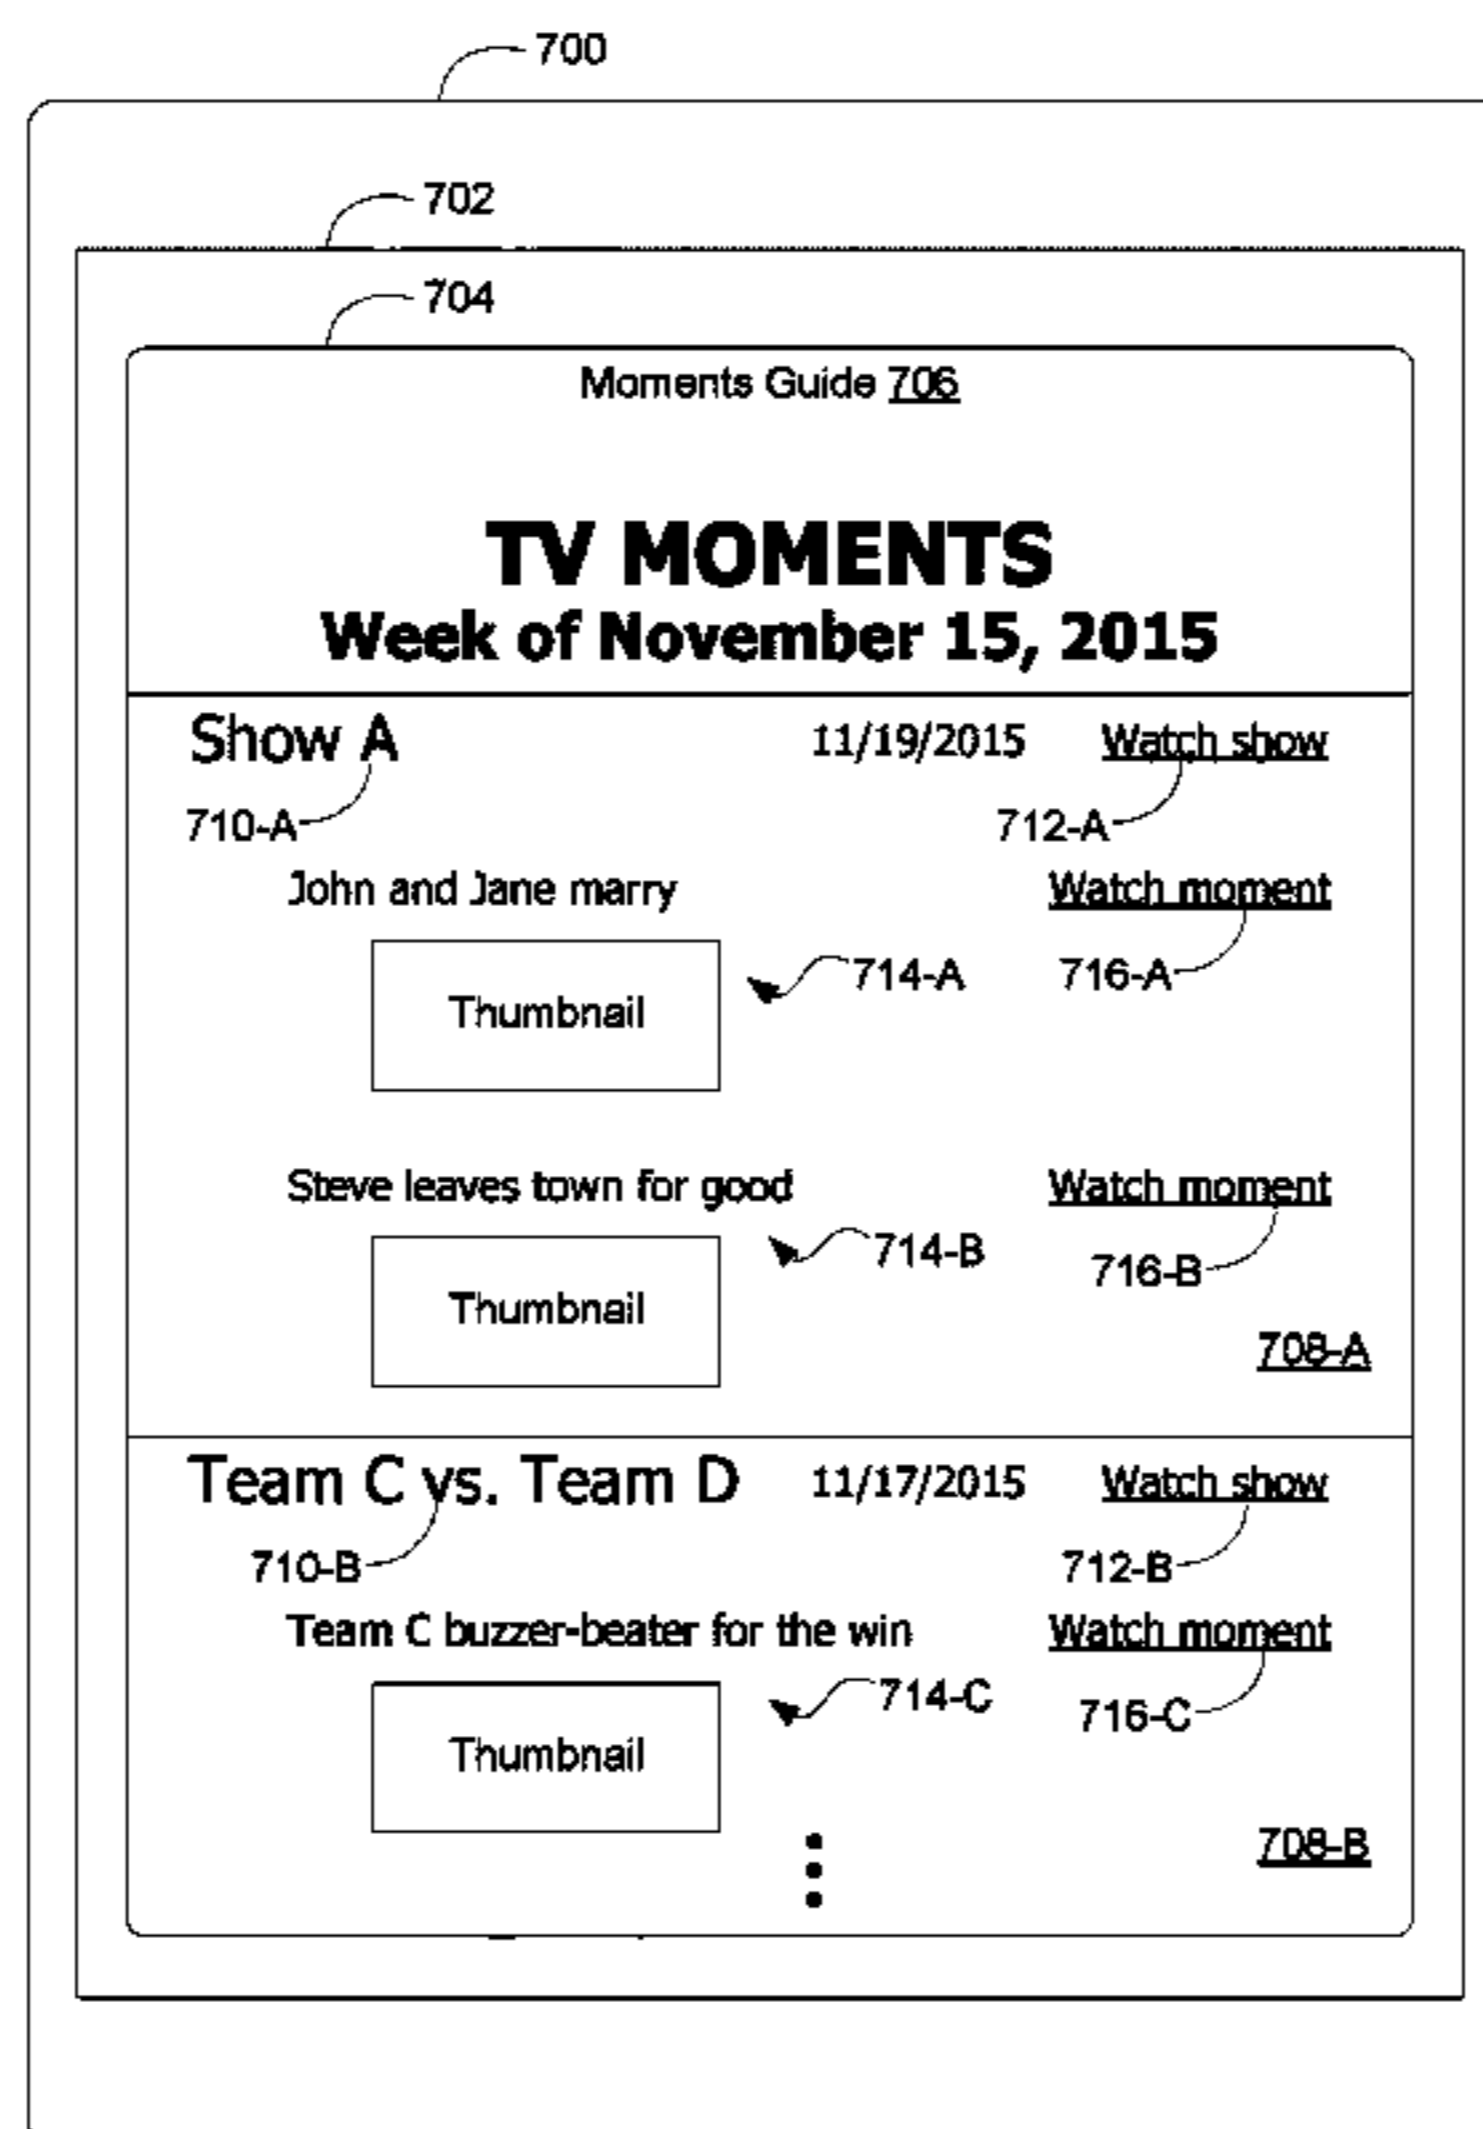 700
702
704
Moments Guide 706
TV MOMENTS
Week of November 15, 2015
Show A 11/19/2015 Watch show
710-A 712-A
John and Jane marry Watch moment
714-A 716-A
Thumbnail
Steve leaves town for good Watch moment
714-B 716-B
Thumbnail
708-A
Team C vs. Team D 11/17/2015 Watch show
710-B 712-B
Team C buzzer-beater for the win Watch moment
714-C 716-C
Thumbnail
708-B